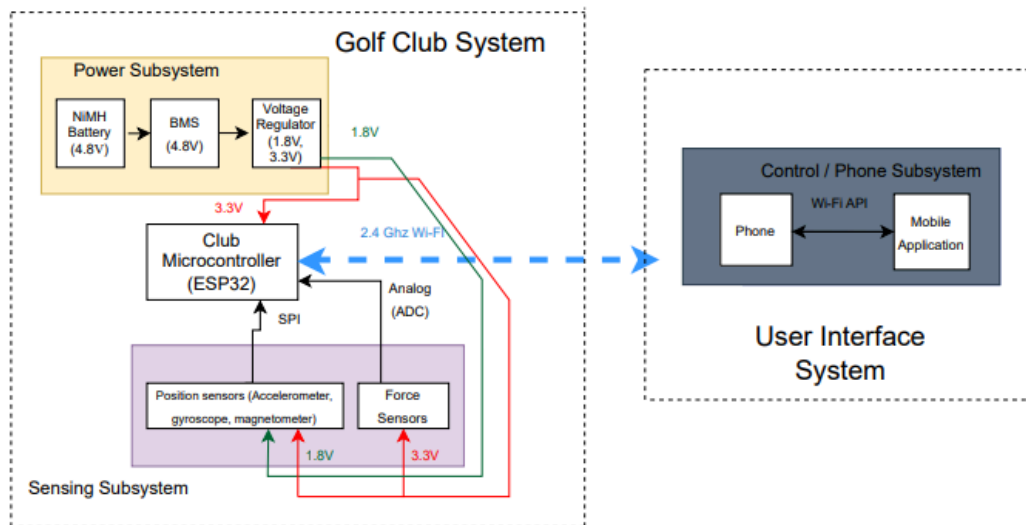 Golf Club System
Power Subsystem
NiMH
Battery
(4.8V)
BMS
(4.8V)
Voltage
Regulator
(1.8V,
3.3V)
1.8V
3.3V
Club
Microcontroller
(ESP32)
2.4 Ghz Wi-FI
Analog
(ADC)
SPI
Position sensors (Accelerometer,
gyroscope, magnetometer)
Force
Sensors
1.8V
3.3V
Sensing Subsystem
Control / Phone Subsystem
Wi-Fi API
Phone
Mobile
Application
User Interface
System